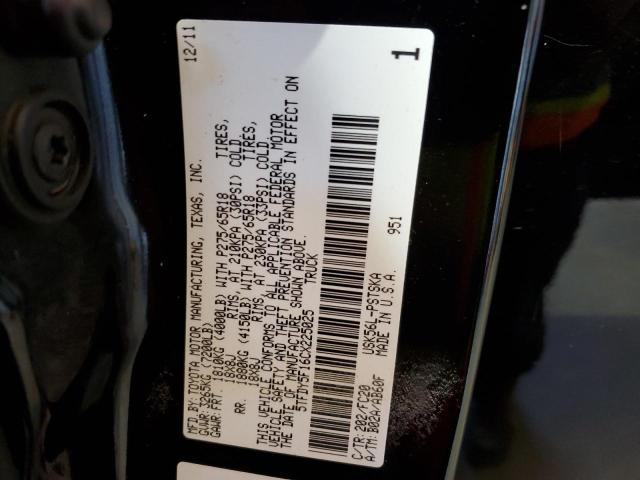 MFD BY:TOYOTA MOTOR MANUFACTURING, TEXAS, INC. 12/11
GVWR: 3265KG (7200LB)
GAWR: FRT. 1810KG (4000LB) WITH P275/65R18 TIRES,
18X8J RIMS, AT 210KPA (30PSI) COLD
RR. 1880KG (4150LB) WITH P275/65R18 TIRES,
18X8J RIMS, AT 230KPA (33PSI) COLD
THIS VEHICLE CONFORMS TO ALL APPLICABLE FEDERAL MOTOR
VEHICLE SAFETY AND THEFT PREVENTION STANDARDS IN EFFECT ON
THE DATE OF MANUFACTURE SHOWN ABOVE.
5TFDY5F16CX225025 TRUCK
C/TR: 202/FC20 USK56L-PSTSKA
A/TM: B02A/AB60F MADE IN U.S.A.
951
1